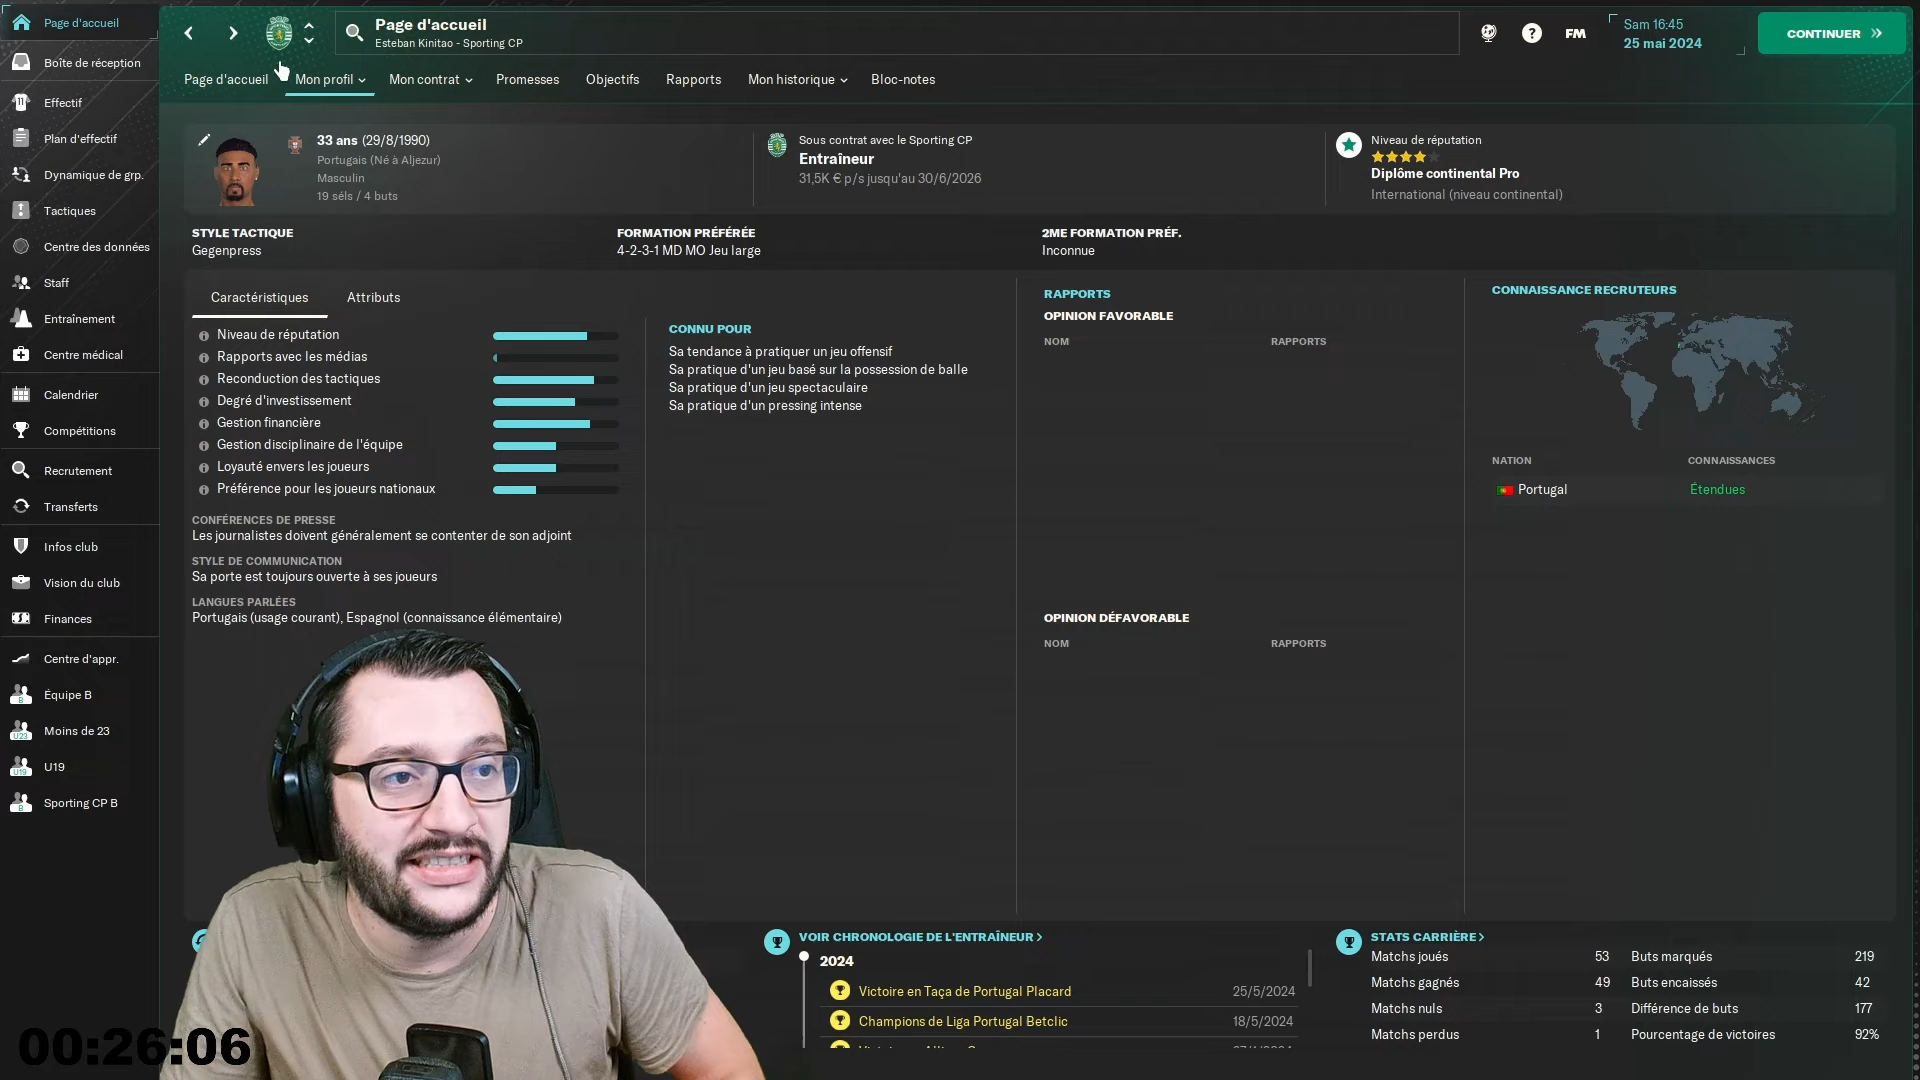 Page d'accueil
Boîte de réception
Effectif
Plan d'effectif
Dynamique de grp.
Tactiques
Centre des données
Staff
Entraînement
Centre médical
Calendrier
Compétitions
Recrutement
Transferts
Infos club
Vision du club
Finances
Centre d'appr.
Équipe B
Moins de 23
U19
Sporting CP B
Page d'accueil
Esteban Kinitao - Sporting CP
FM
Sam 16:45
25 mai 2024
CONTINUER
Page d'accueil
Mon profil
Mon contrat
Promesses
Objectifs
Rapports
Mon historique
Bloc-notes
33 ans (29/8/1990)
Portugais (Né à Aljezur)
Masculin
19 séls / 4 buts
Sous contrat avec le Sporting CP
Entraîneur
31,5K € p/s jusqu'au 30/6/2026
Niveau de réputation
Diplôme continental Pro
International (niveau continental)
STYLE TACTIQUE
Gegenpress
FORMATION PRÉFÉRÉE
4-2-3-1 MD MO Jeu large
2ME FORMATION PRÉF.
Inconnue
Caractéristiques
Attributs
Niveau de réputation
Rapports avec les médias
Reconduction des tactiques
Degré d'investissement
Gestion financière
Gestion disciplinaire de l'équipe
Loyauté envers les joueurs
Préférence pour les joueurs nationaux
CONFÉRENCES DE PRESSE
Les journalistes doivent généralement se contenter de son adjoint
STYLE DE COMMUNICATION
Sa porte est toujours ouverte à ses joueurs
LANGUES PARLÉES
Portugais (usage courant), Espagnol (connaissance élémentaire)
CONNU POUR
Sa tendance à pratiquer un jeu offensif
Sa pratique d'un jeu basé sur la possession de balle
Sa pratique d'un jeu spectaculaire
Sa pratique d'un pressing intense
RAPPORTS
OPINION FAVORABLE
NOM RAPPORTS
OPINION DÉFAVORABLE
NOM RAPPORTS
CONNAISSANCE RECRUTEURS
NATION CONNAISSANCES
Portugal Étendues
VOIR CHRONOLOGIE DE L'ENTRAÎNEUR >
2024
Victoire en Taça de Portugal Placard 25/5/2024
Champions de Liga Portugal Betclic 18/5/2024
STATS CARRIÈRE >
Matchs joués 53 Buts marqués 219
Matchs gagnés 49 Buts encaissés 42
Matchs nuls 3 Différence de buts 177
Matchs perdus 1 Pourcentage de victoires 92%
00:26:06